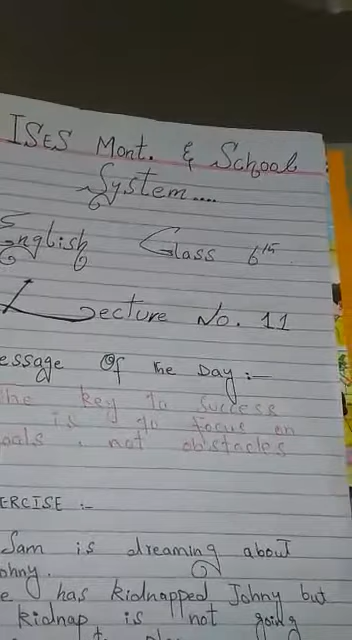 ISES Mont. & School
System....
English Class 6th
Lecture No. 11
essage Of the Day :-
he key to Success
is to focus on
oals, not obstacles
ERCISE :-
Sam is dreaming about
ohny.
e has kidnapped Johny but
kidnap is not going